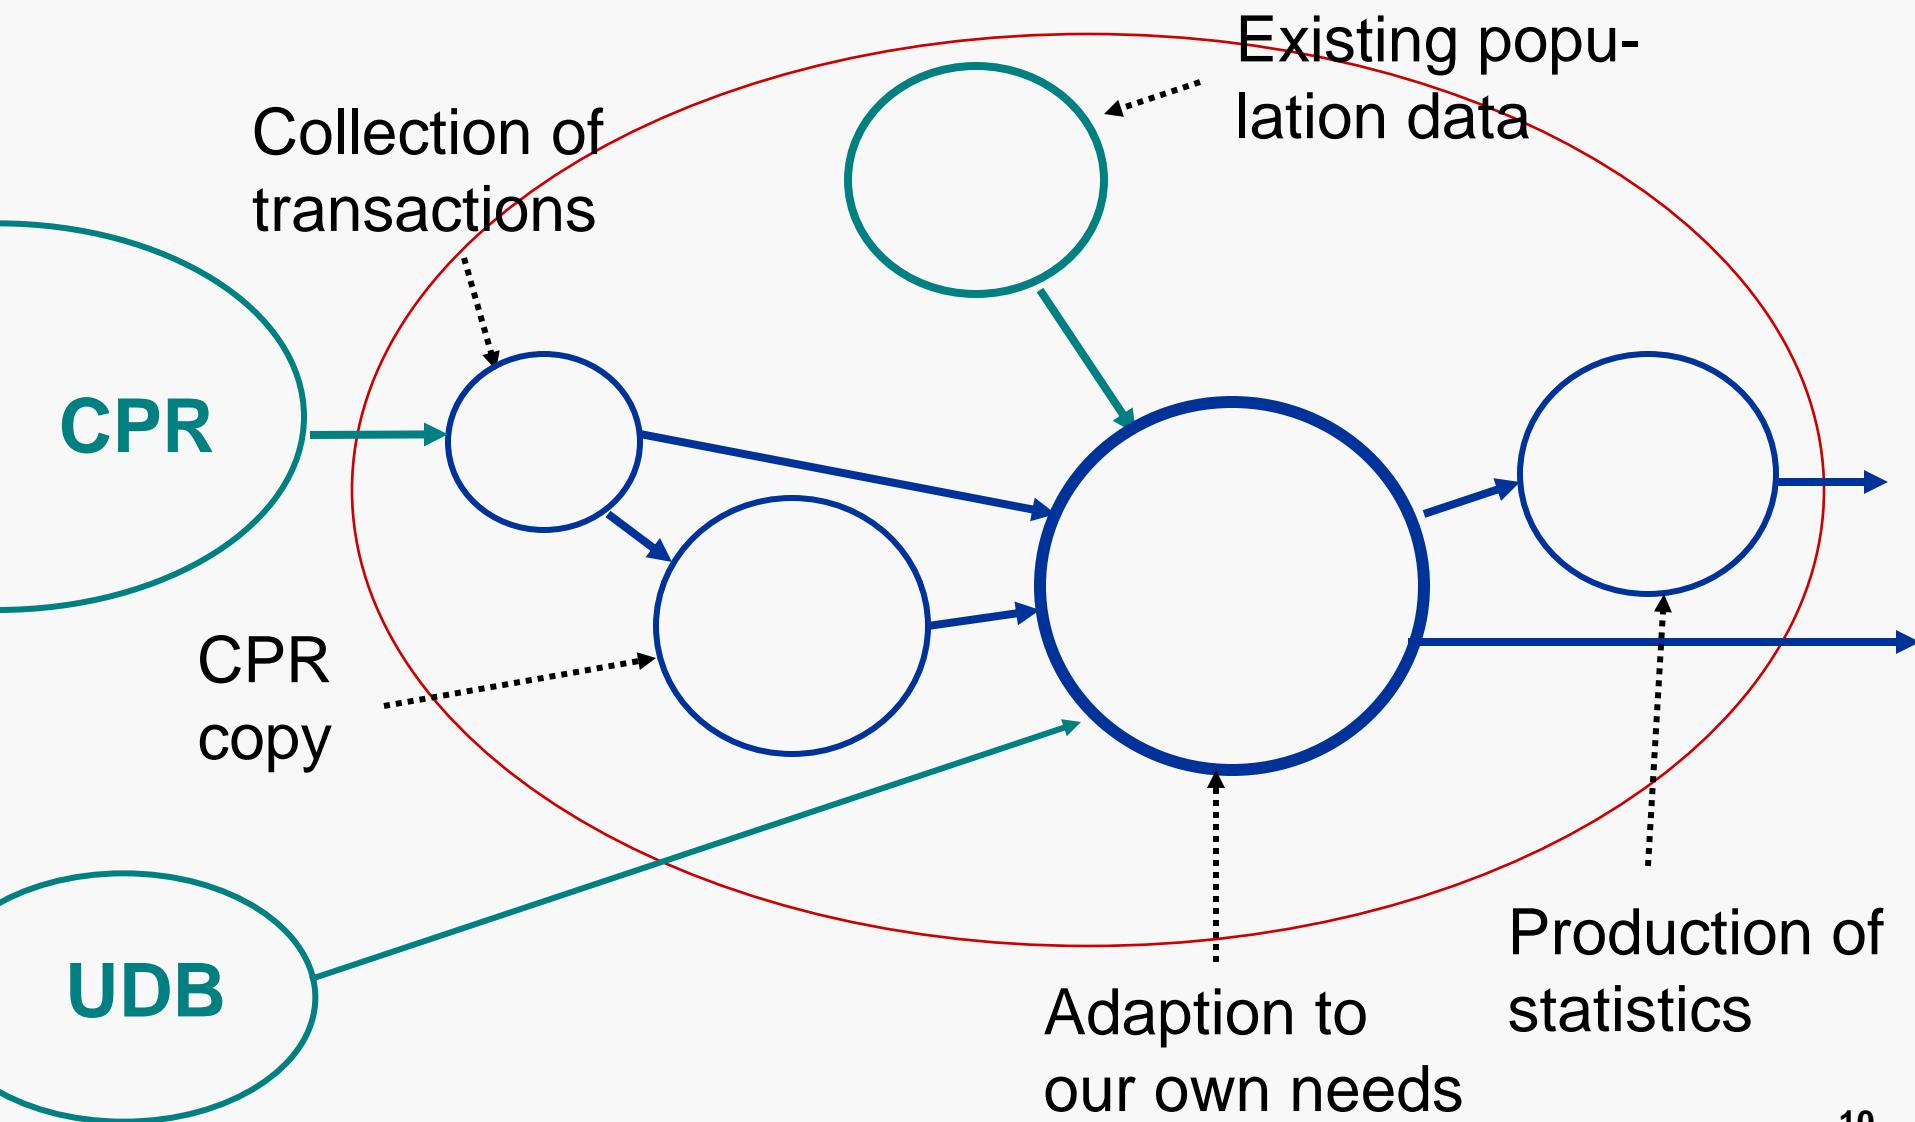 Existing popu-
lation data
Collection of
transactions
CPR
CPR
copy
UDB
Production of
statistics
Adaption to
our own needs